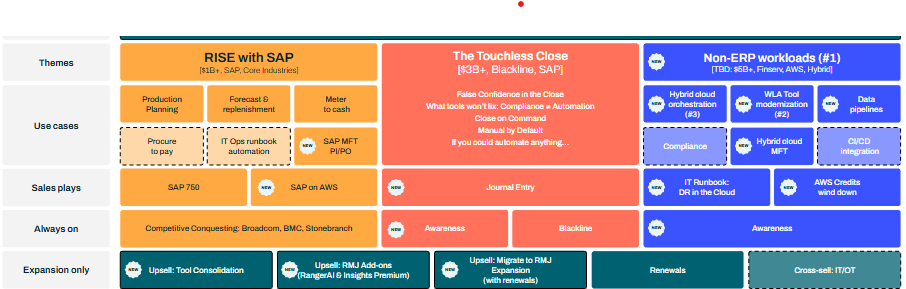 Themes
RISE with SAP
[$1B+, SAP, Core Industries]
The Touchless Close
[$3B+, Blackline, SAP]
NEW
Non-ERP workloads (#1)
[TBD: $5B+, Finserv, AWS, Hybrid]
Use cases
Production
Planning
Forecast &
replenishment
Meter
to cash
Procure
to pay
IT Ops runbook
automation
NEW
SAP MFT
PI/PO
False Confidence in the Close
What tools won't fix: Compliance ≠ Automation
Close on Command
Manual by Default
If you could automate anything...
NEW
Hybrid cloud
orchestration
(#3)
NEW
WLA Tool
modernization
(#2)
NEW
Data
pipelines
Compliance
NEW
Hybrid cloud
MFT
CI/CD
integration
Sales plays
SAP 750
NEW
SAP on AWS
NEW
Journal Entry
NEW
IT Runbook:
DR in the Cloud
NEW
AWS Credits
wind down
Always on
Competitive Conquesting: Broadcom, BMC, Stonebranch
NEW
Awareness
Blackline
NEW
Awareness
Expansion only
NEW
Upsell: Tool Consolidation
NEW
Upsell: RMJ Add-ons
(RangerAI & Insights Premium)
NEW
Upsell: Migrate to RMJ
Expansion
(with renewals)
Renewals
Cross-sell: IT/OT